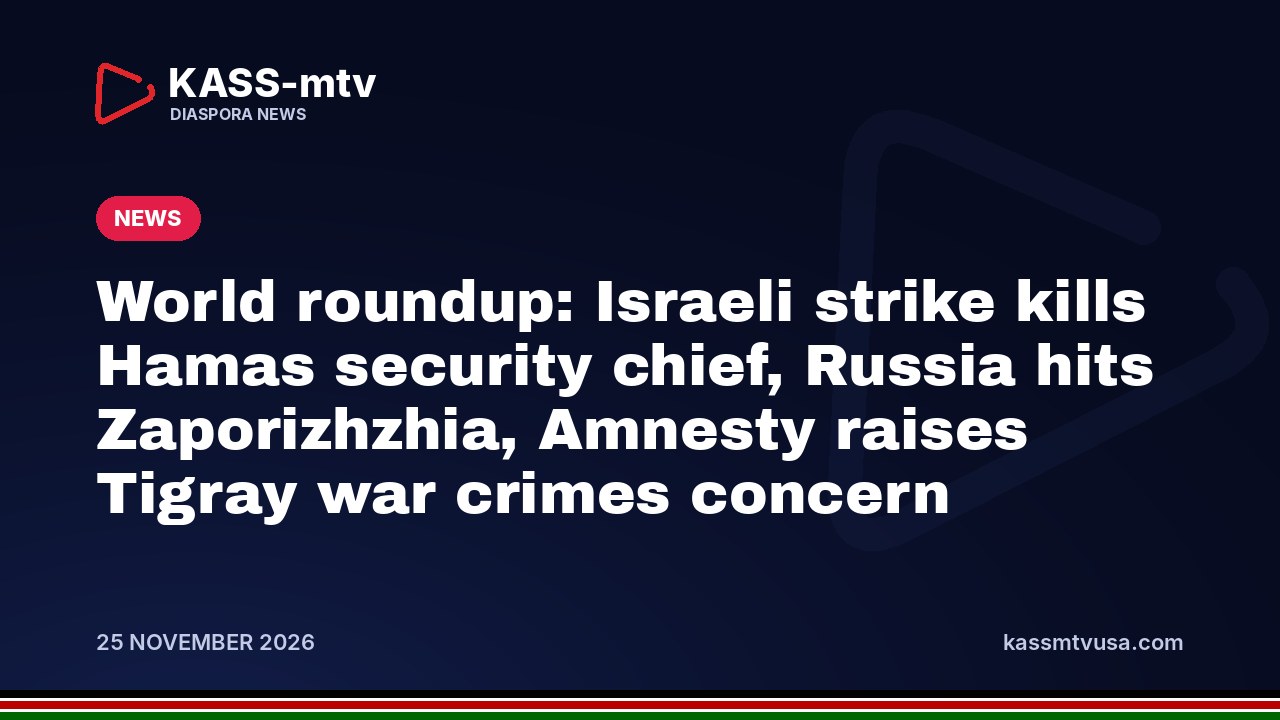 KASS-mtv
DIASPORA NEWS
NEWS
World roundup: Israeli strike kills
Hamas security chief, Russia hits
Zaporizhzhia, Amnesty raises
Tigray war crimes concern
25 NOVEMBER 2026
kassmtvusa.com